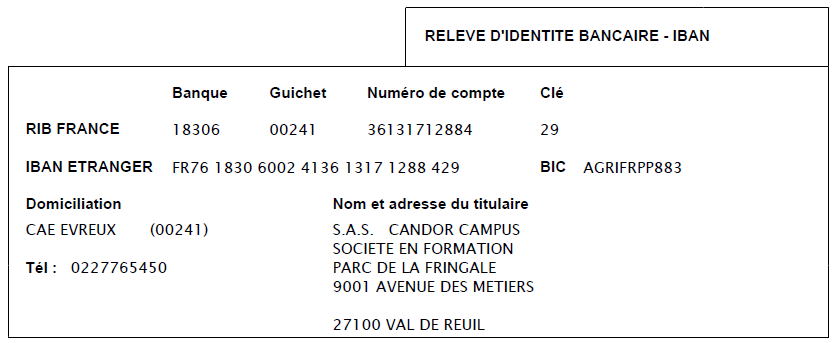 RELEVE D'IDENTITE BANCAIRE - IBAN
Banque Guichet Numéro de compte Clé
RIB FRANCE 18306 00241 36131712884 29
IBAN ETRANGER FR76 1830 6002 4136 1317 1288 429 BIC AGRIFRPP883
Domiciliation Nom et adresse du titulaire
CAE EVREUX (00241) S.A.S. CANDOR CAMPUS
SOCIETE EN FORMATION
Tél : 0227765450 PARC DE LA FRINGALE
9001 AVENUE DES METIERS
27100 VAL DE REUIL